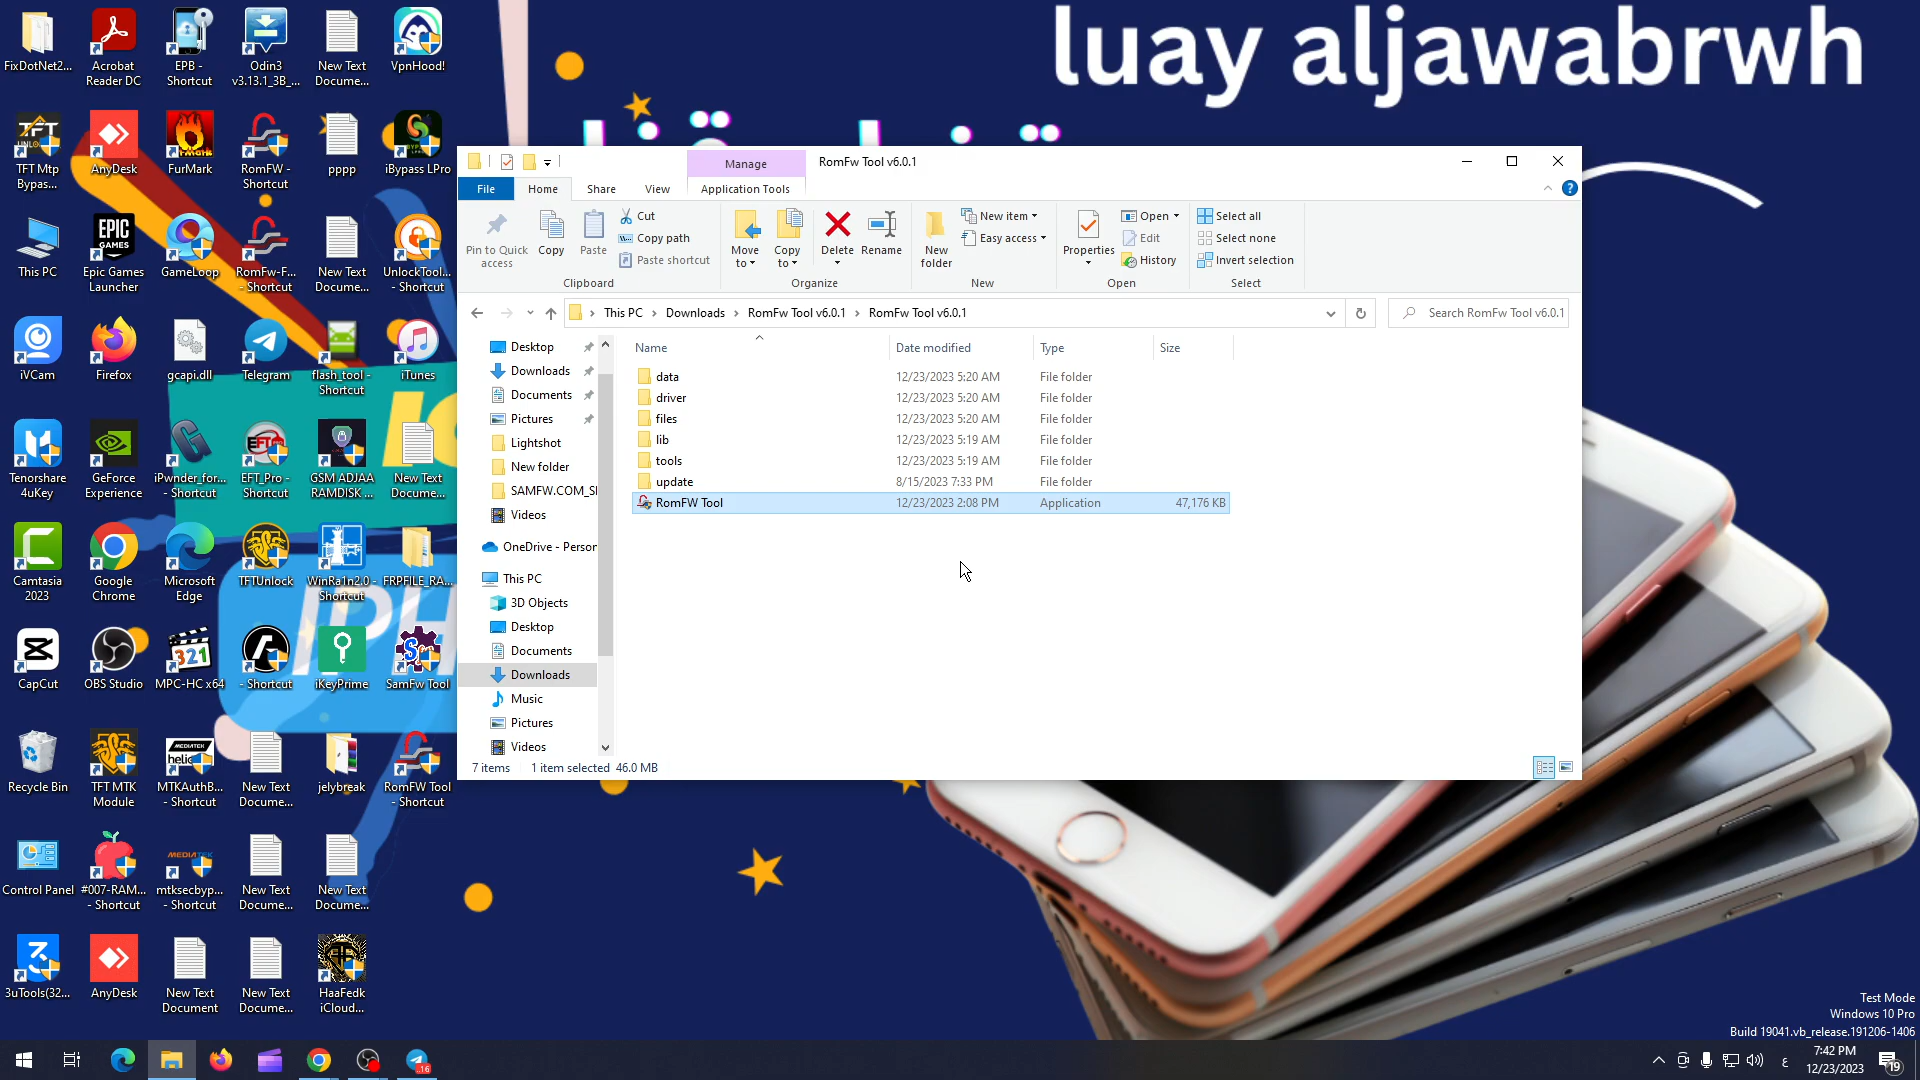 luay aljawabrwh
FixDotNet2...
Acrobat
Reader DC
EPB -
Shortcut
Odin3
v3.13.1_3B_...
New Text
Docume...
VpnHood!
TFT Mtp
Bypas...
AnyDesk
FurMark
RomFW -
Shortcut
pppp
iBypass LPro
This PC
Epic Games
Launcher
GameLoop
RomFw-F...
- Shortcut
New Text
Docume...
UnlockTool...
- Shortcut
iVCam
Firefox
gcapi.dll
Telegram
flash_tool -
Shortcut
iTunes
Tenorshare
4uKey
GeForce
Experience
iPwnder_for...
- Shortcut
EFT_Pro -
Shortcut
GSM ADJAA
RAMDISK ...
New Text
Docume...
Camtasia
2023
Google
Chrome
Microsoft
Edge
TFTUnlock
WinRa1n2.0 -
Shortcut
FRPFILE_RA...
CapCut
OBS Studio
MPC-HC x64
- Shortcut
iKeyPrime
SamFw Tool
Recycle Bin
TFT MTK
Module
MTKAuthB...
- Shortcut
New Text
Docume...
jelybreak
RomFW Tool
- Shortcut
Control Panel
#007-RAM...
- Shortcut
mtksecbyp...
- Shortcut
New Text
Docume...
New Text
Docume...
3uTools(32...
AnyDesk
New Text
Document
New Text
Docume...
HaaFedk
iCloud...
Manage
RomFw Tool v6.0.1
File
Home
Share
View
Application Tools
Pin to Quick
access
Copy
Paste
Cut
Copy path
Paste shortcut
Clipboard
Move
to
Copy
to
Delete
Rename
Organize
New
folder
New item
Easy access
New
Properties
Open
Edit
History
Open
Select all
Select none
Invert selection
Select
This PC
Downloads
RomFw Tool v6.0.1
RomFw Tool v6.0.1
Search RomFw Tool v6.0.1
Desktop
Downloads
Documents
Pictures
Lightshot
New folder
SAMFW.COM_S
Videos
OneDrive - Person
This PC
3D Objects
Desktop
Documents
Downloads
Music
Pictures
Videos
Name Date modified Type Size
data 12/23/2023 5:20 AM File folder
driver 12/23/2023 5:20 AM File folder
files 12/23/2023 5:20 AM File folder
lib 12/23/2023 5:19 AM File folder
tools 12/23/2023 5:19 AM File folder
update 8/15/2023 7:33 PM File folder
RomFW Tool 12/23/2023 2:08 PM Application 47,176 KB
7 items 1 item selected 46.0 MB
Test Mode
Windows 10 Pro
Build 19041.vb_release.191206-1406
16
ع
7:42 PM
12/23/2023
19